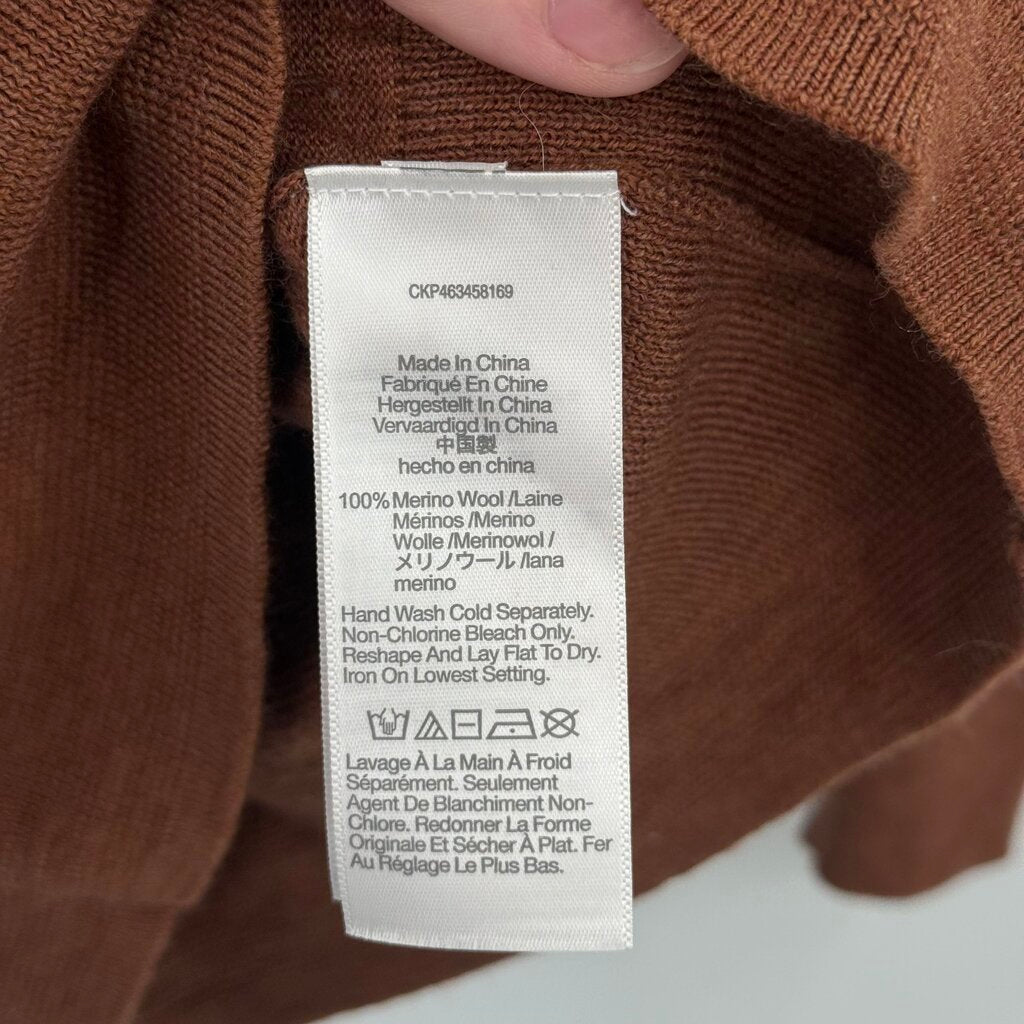 CKP463458169
Made In China
Fabriqué En Chine
Hergestellt In China
Vervaardigd In China
中国製
hecho en china
100% Merino Wool /Laine
Mérinos /Merino
Wolle /Merinowol /
メリノウール /lana
merino
Hand Wash Cold Separately.
Non-Chlorine Bleach Only.
Reshape And Lay Flat To Dry.
Iron On Lowest Setting.
Lavage À La Main À Froid
Séparément. Seulement
Agent De Blanchiment Non-
Chlore. Redonner La Forme
Originale Et Sécher À Plat. Fer
Au Réglage Le Plus Bas.